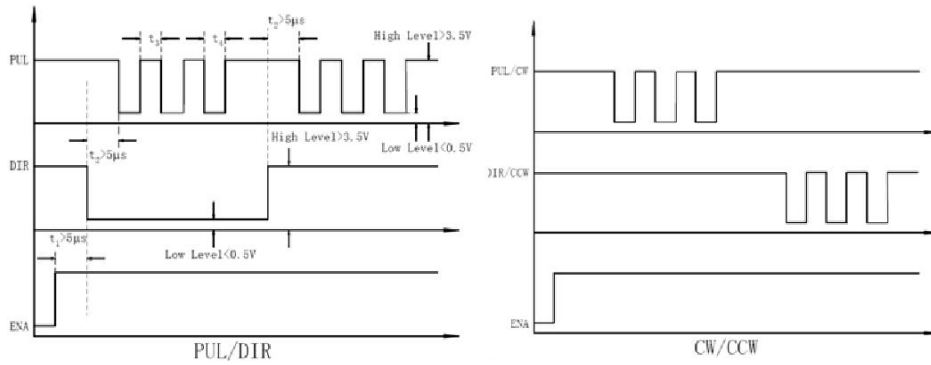 t₂>5μs
High Level>3.5V
t₃
t₄
PUL
PUL/CW
High Level>3.5V
t₂>5μs
Low Level<0.5V
DIR
DIR/CCW
t₁>5μs
Low Level<0.5V
ENA
ENA
PUL/DIR
CW/CCW